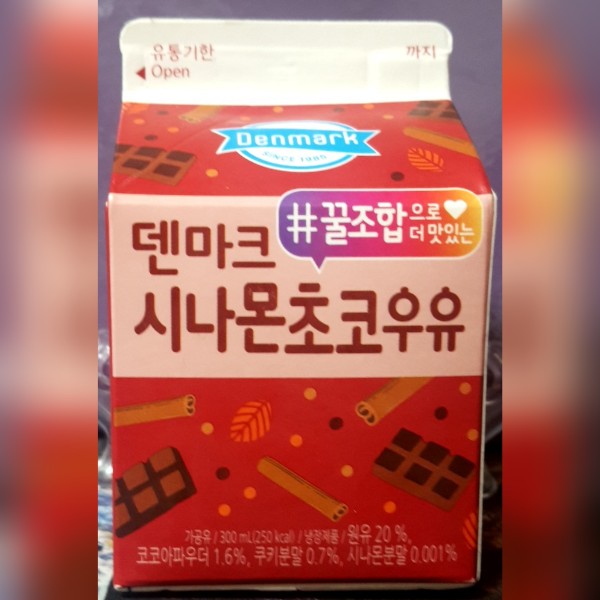 유통기한 까지
◀ Open
Denmark
SINCE 1985
#꿀조합으로♥
더 맛있는
덴마크
시나몬초코우유
가공유 / 300 mL(250 kcal) / 냉장제품 / 원유 20 %,
코코아파우더 1.6%, 쿠키분말 0.7%, 시나몬분말 0.001%